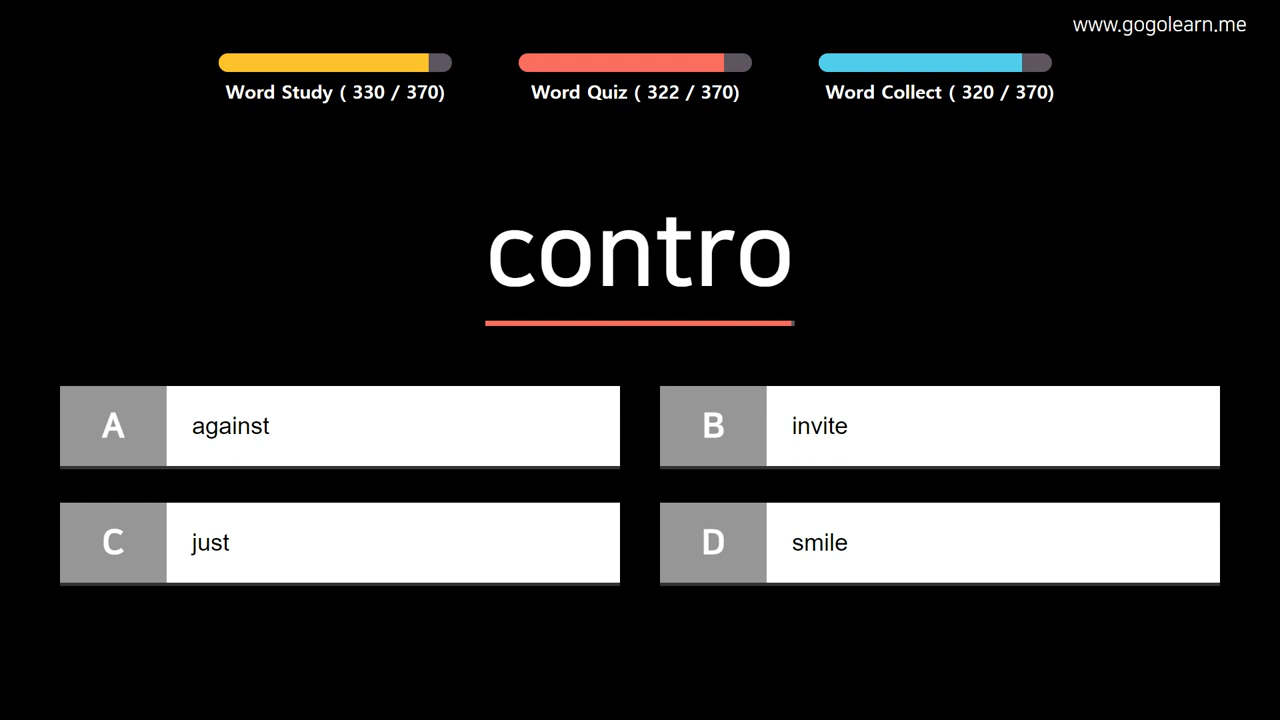 www.gogolearn.me
Word Study ( 330 / 370)
Word Quiz ( 322 / 370)
Word Collect ( 320 / 370)
contro
A against
B invite
C just
D smile